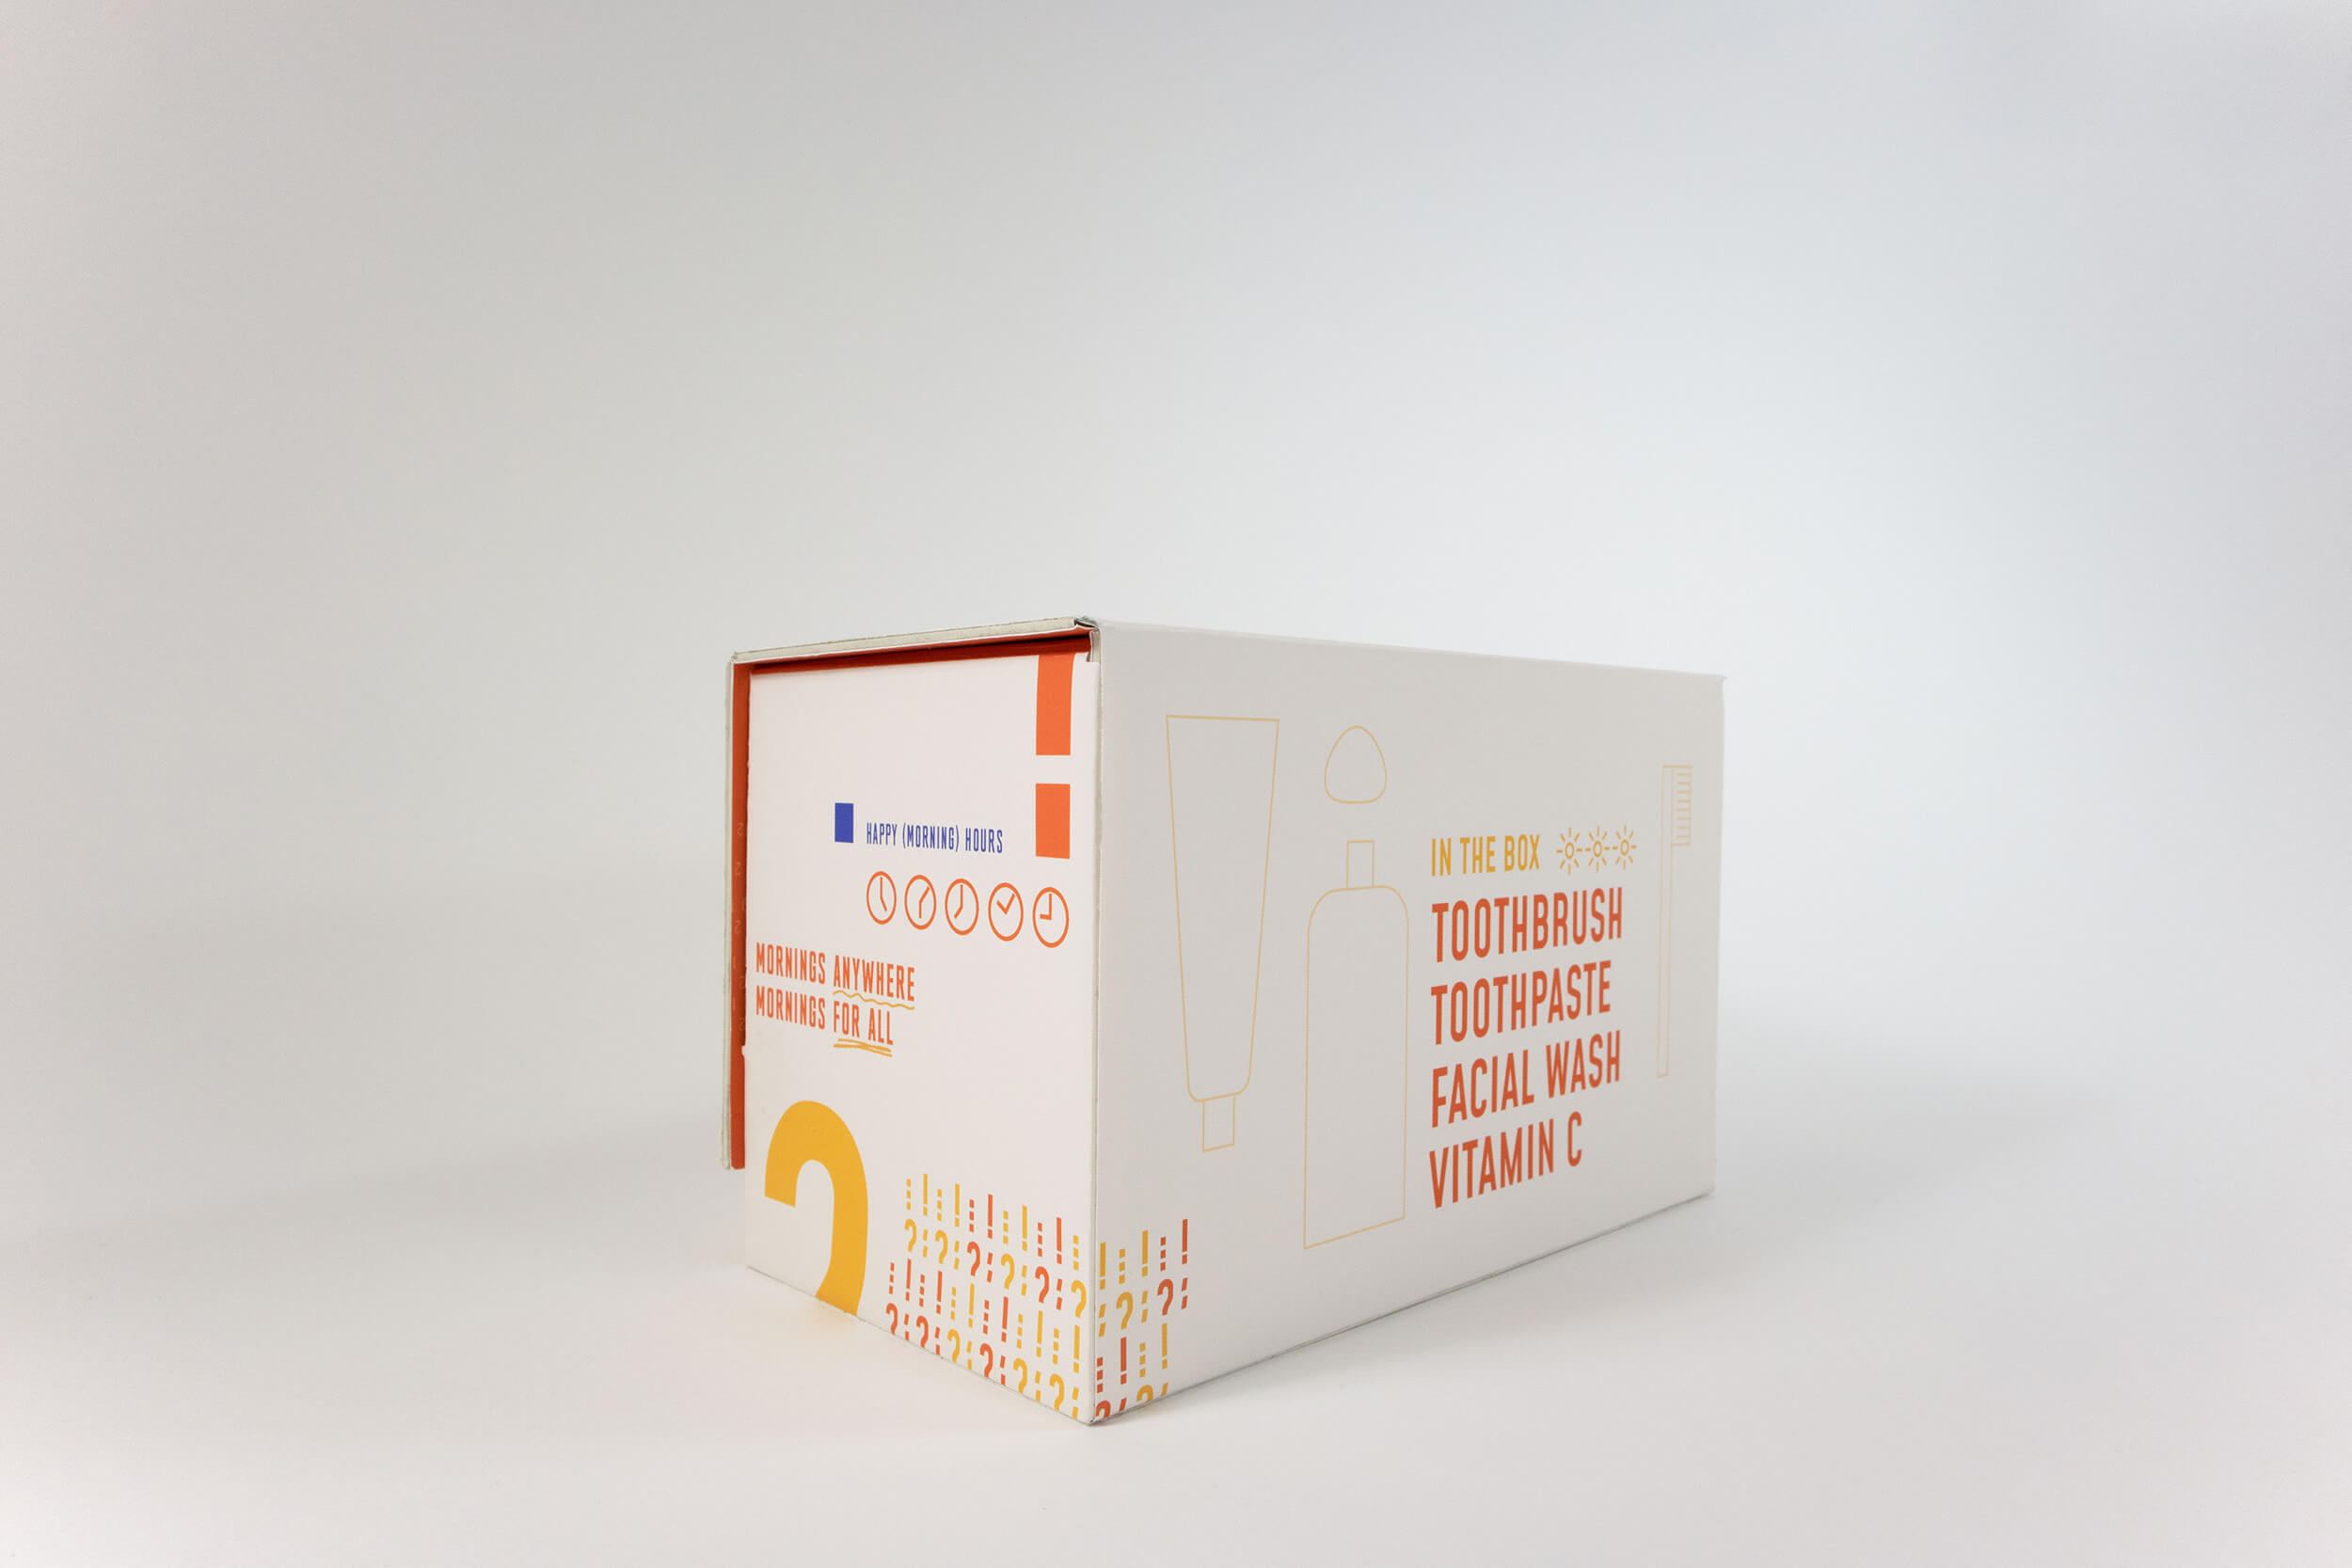 HAPPY (MORNING) HOURS
MORNINGS ANYWHERE
MORNINGS FOR ALL
?
IN THE BOX
TOOTHBRUSH
TOOTHPASTE
FACIAL WASH
VITAMIN C